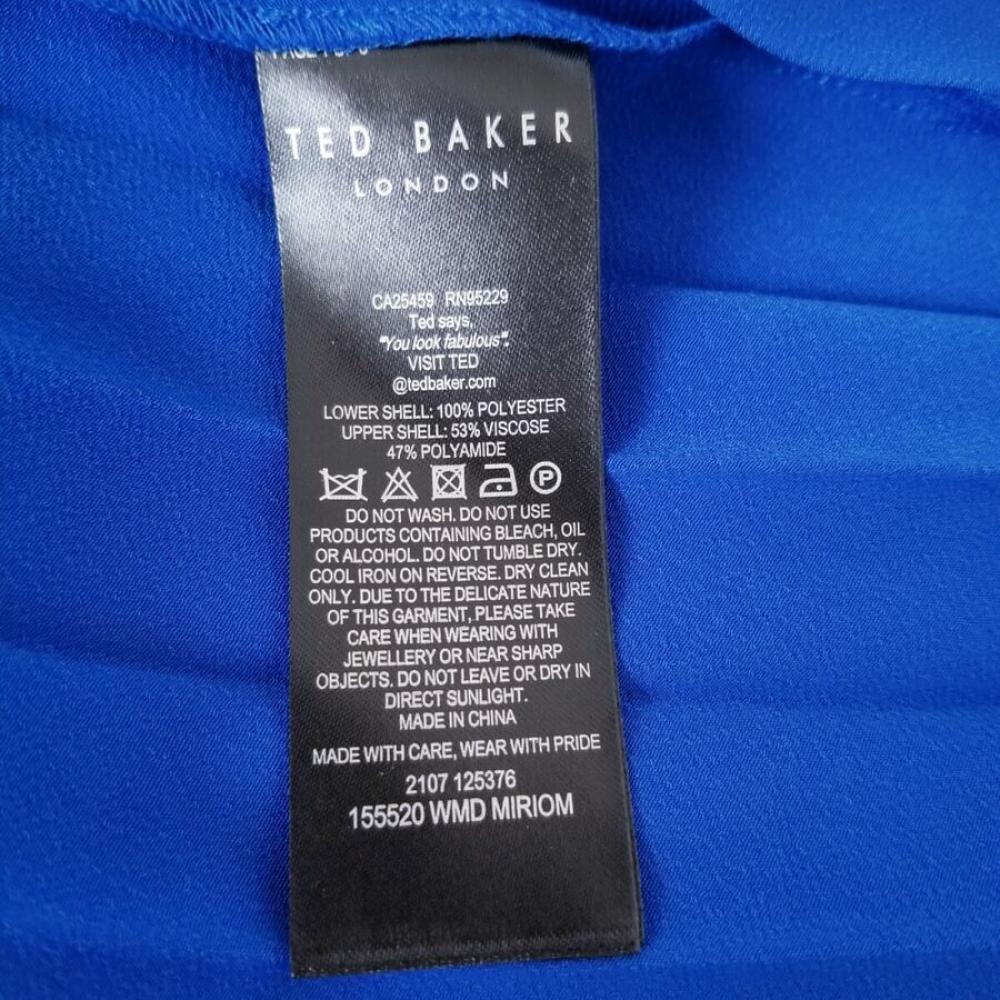 TED BAKER
LONDON
CA25459 RN95229
Ted says,
"You look fabulous".
VISIT TED
@tedbaker.com
LOWER SHELL: 100% POLYESTER
UPPER SHELL: 53% VISCOSE
47% POLYAMIDE
P
DO NOT WASH. DO NOT USE
PRODUCTS CONTAINING BLEACH, OIL
OR ALCOHOL. DO NOT TUMBLE DRY.
COOL IRON ON REVERSE. DRY CLEAN
ONLY. DUE TO THE DELICATE NATURE
OF THIS GARMENT, PLEASE TAKE
CARE WHEN WEARING WITH
JEWELLERY OR NEAR SHARP
OBJECTS. DO NOT LEAVE OR DRY IN
DIRECT SUNLIGHT.
MADE IN CHINA
MADE WITH CARE, WEAR WITH PRIDE
2107 125376
155520 WMD MIRIOM